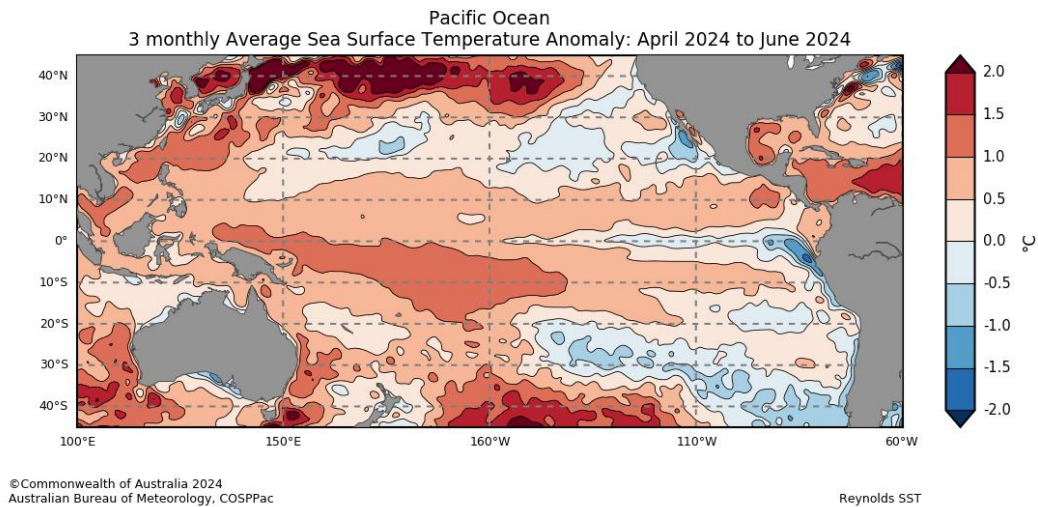 Pacific Ocean
3 monthly Average Sea Surface Temperature Anomaly: April 2024 to June 2024
40°N
30°N
20°N
10°N
0°
10°S
20°S
30°S
40°S
100°E 150°E 160°W 110°W 60°W
2.0
1.5
1.0
0.5
0.0
-0.5
-1.0
-1.5
-2.0
°C
©Commonwealth of Australia 2024
Australian Bureau of Meteorology, COSPPac
Reynolds SST